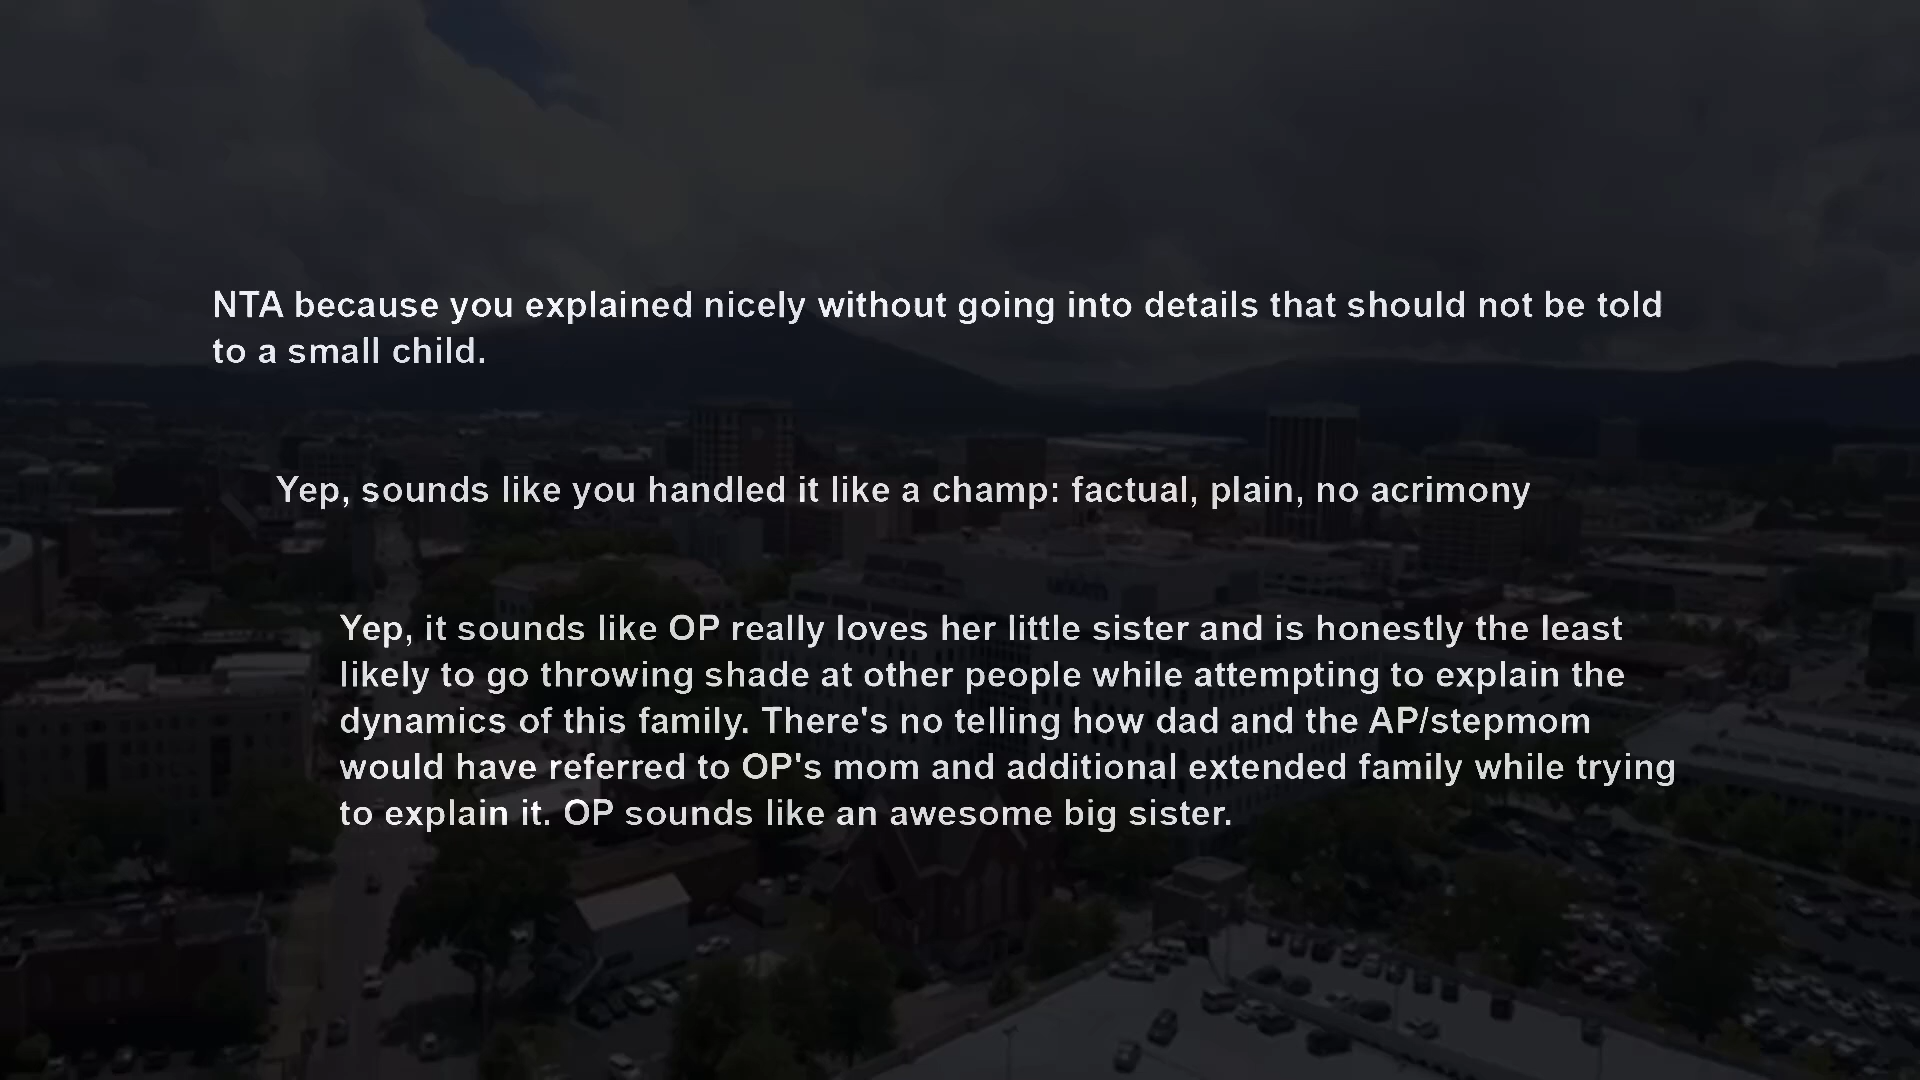 NTA because you explained nicely without going into details that should not be told
to a small child.
Yep, sounds like you handled it like a champ: factual, plain, no acrimony
Yep, it sounds like OP really loves her little sister and is honestly the least
likely to go throwing shade at other people while attempting to explain the
dynamics of this family. There's no telling how dad and the AP/stepmom
would have referred to OP's mom and additional extended family while trying
to explain it. OP sounds like an awesome big sister.